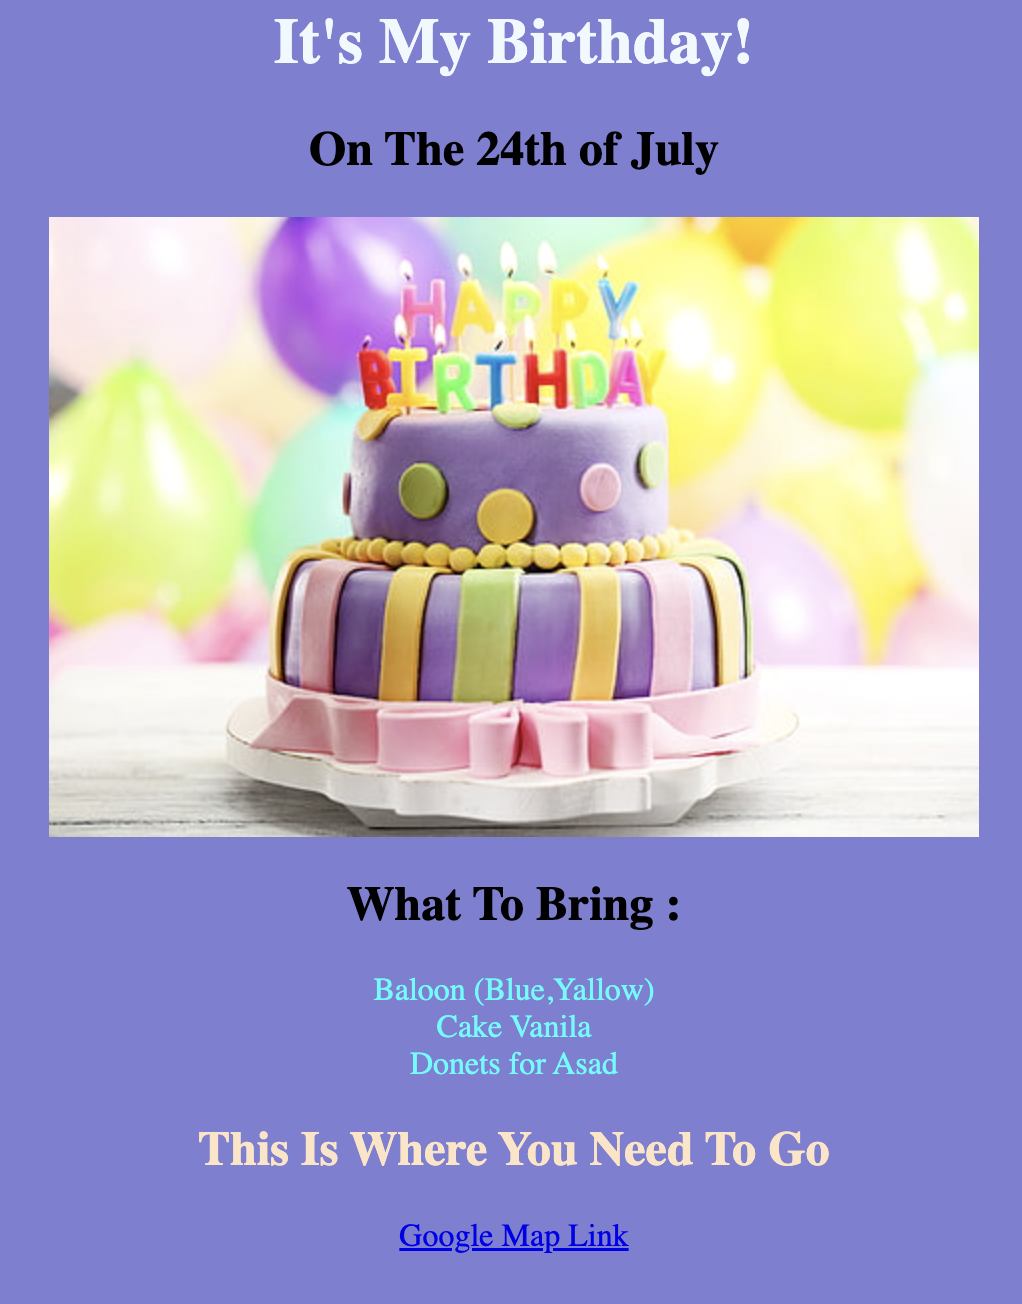 It's My Birthday!
On The 24th of July
HAPPY
BIRTHDAY
What To Bring :
Baloon (Blue,Yallow)
Cake Vanila
Donets for Asad
This Is Where You Need To Go
Google Map Link